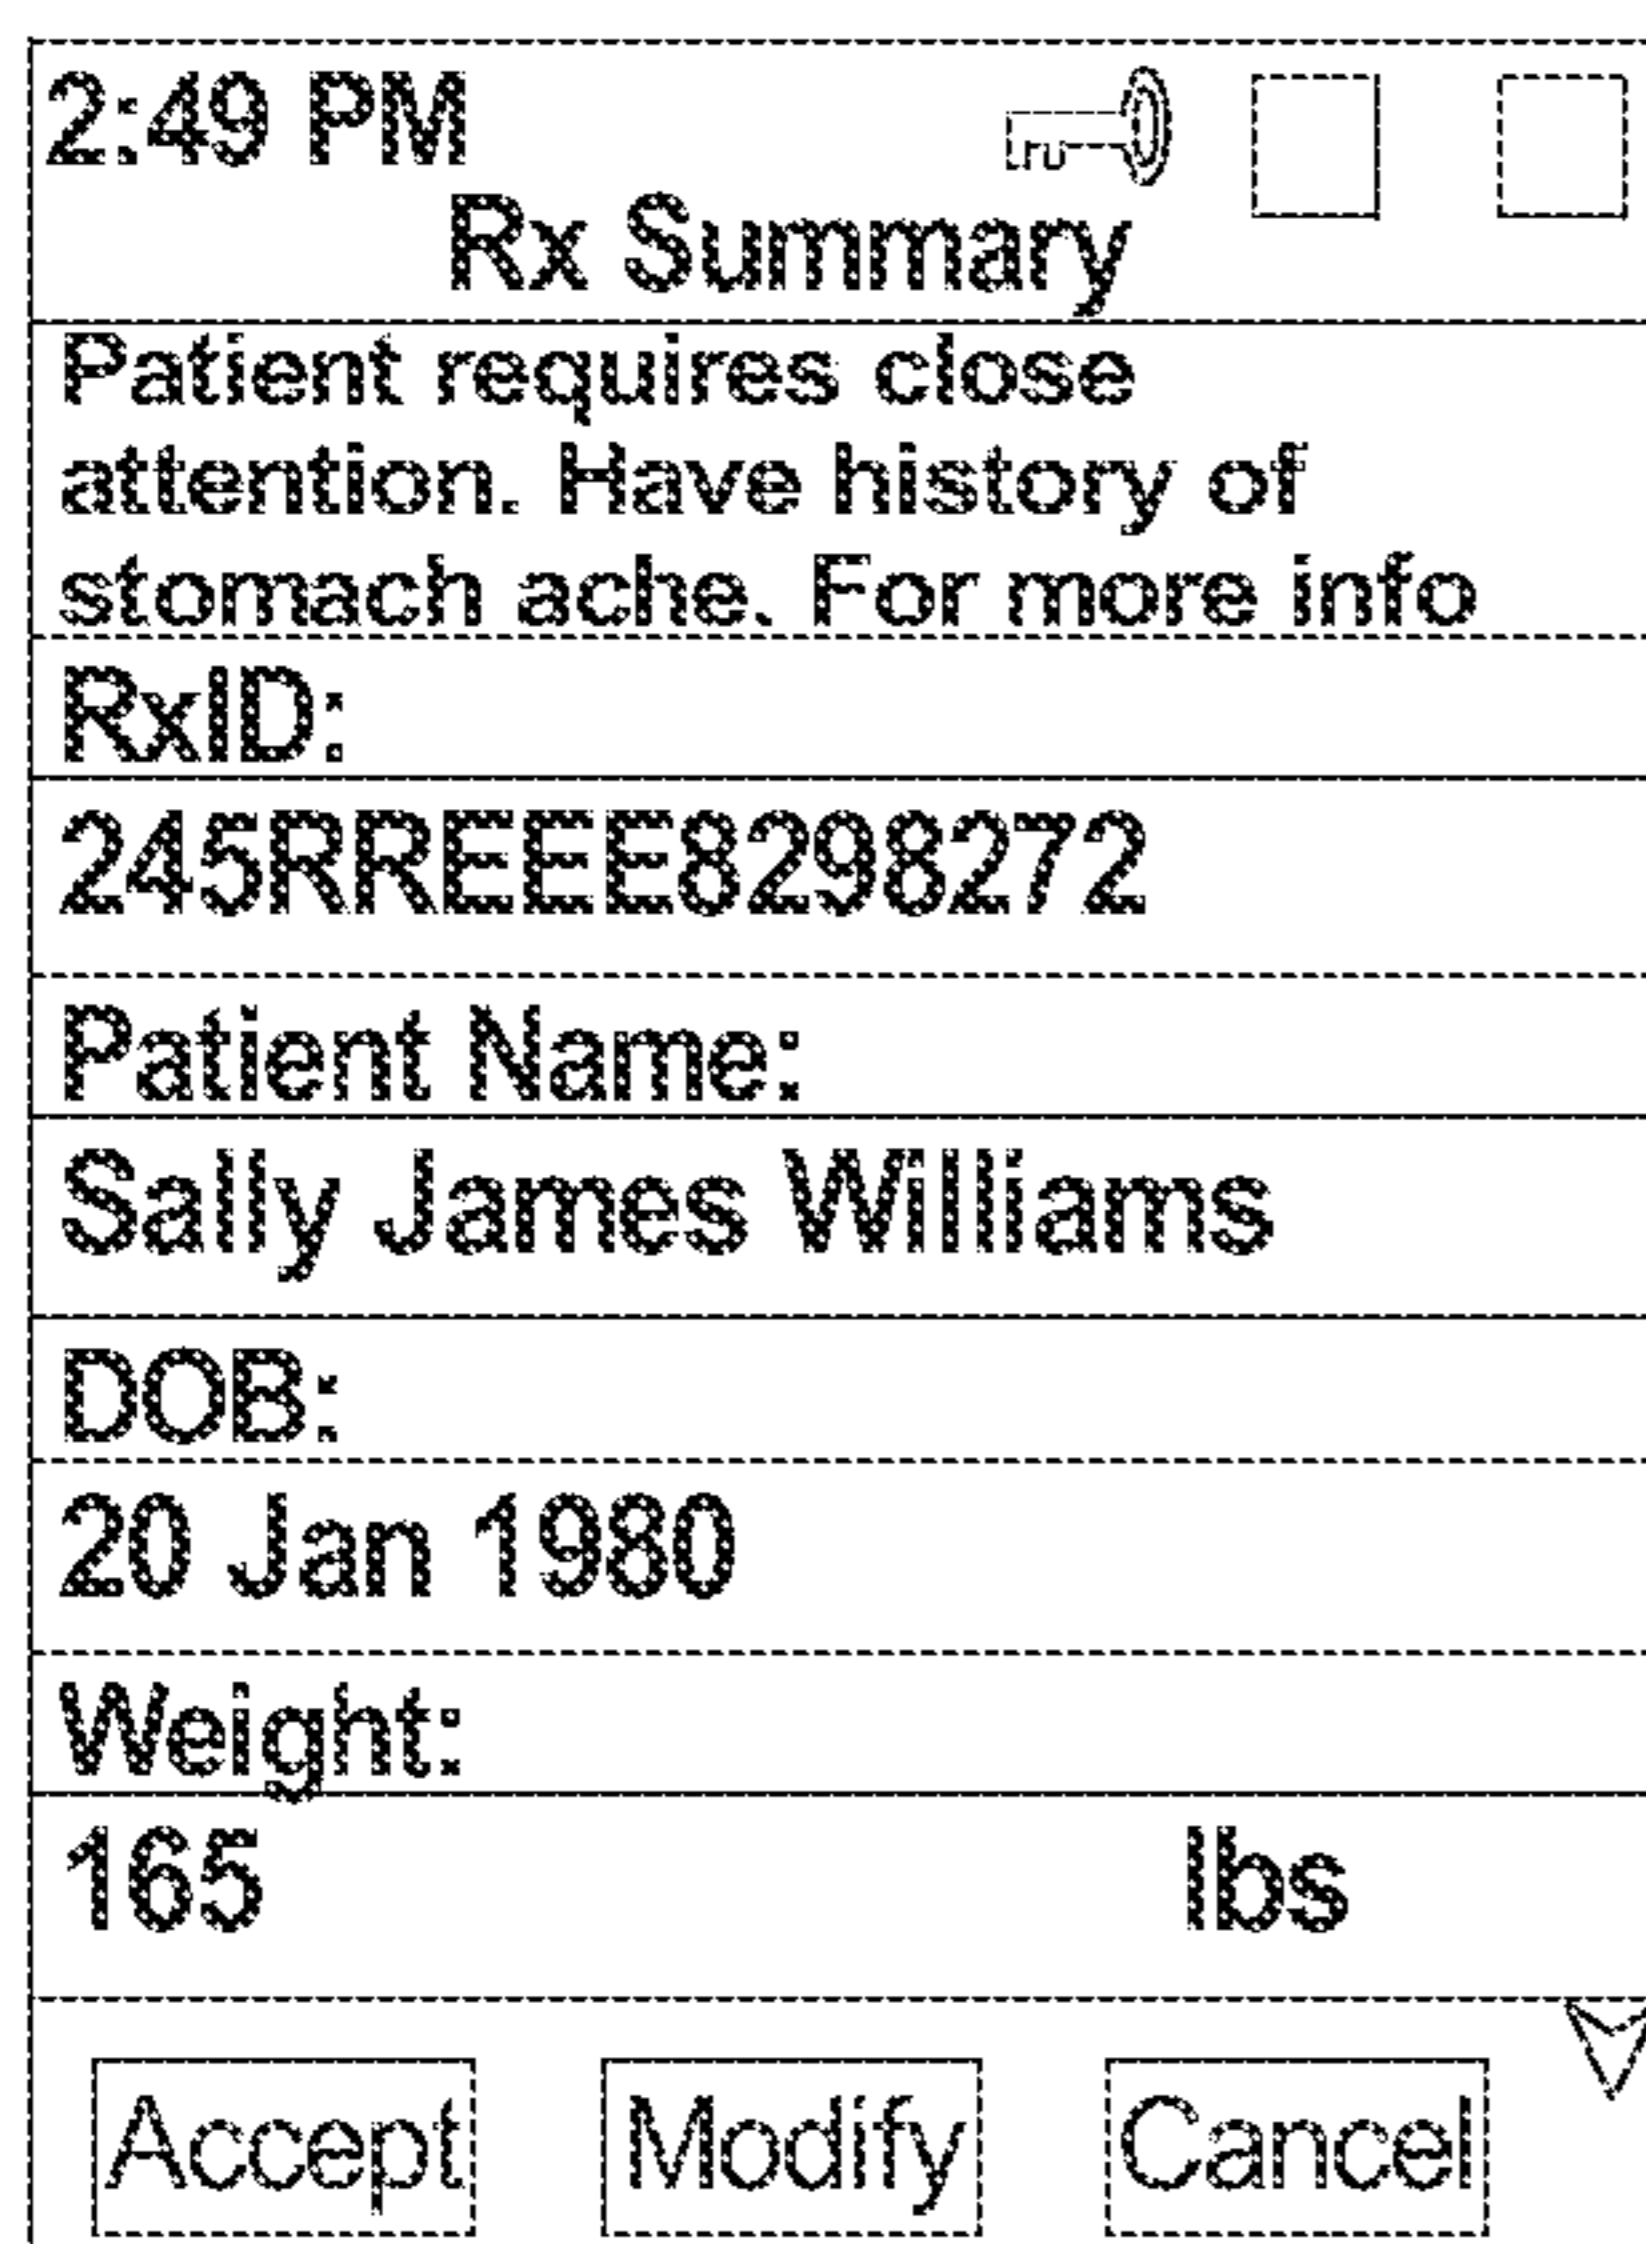 2:49 PM
Rx Summary
Patient requires close
attention. Have history of
stomach ache. For more info
RxID:
245RREEE8298272
Patient Name:
Sally James Williams
DOB:
20 Jan 1980
Weight:
165 lbs
Accept Modify Cancel